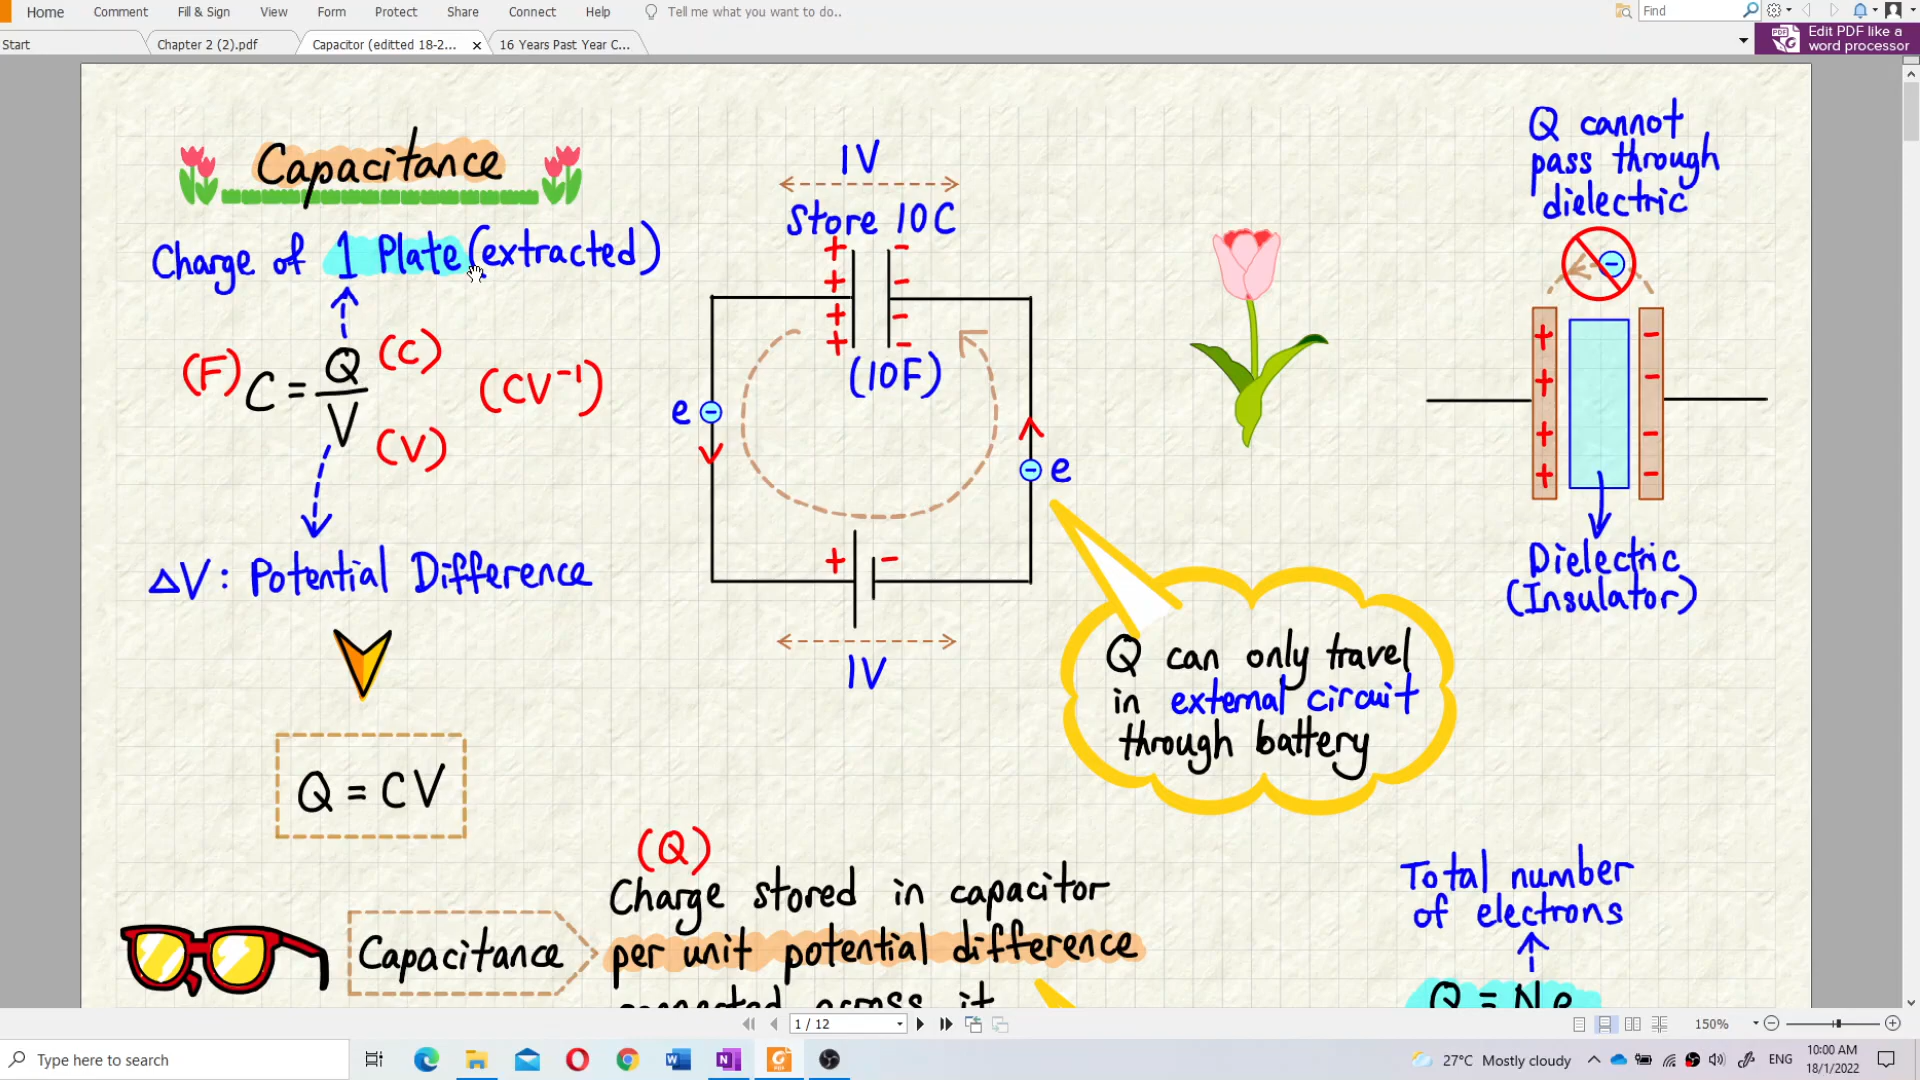 Home Comment Fill & Sign View Form Protect Share Connect Help Tell me what you want to do.. Find
Start Chapter 2 (2).pdf Capacitor (editted 18-2... × 16 Years Past Year C...
Edit PDF like a
word processor
Capacitance
Charge of 1 Plate (extracted)
(F) C = Q/V (C) (V) (CV⁻¹)
ΔV : Potential Difference
Q = CV
1V
Store 10C
+ −
+ −
+ −
+ −
(10F)
e −
− e
+ −
1V
Q can only travel
in external circuit
through battery
Q cannot
pass through
dielectric
−
+ −
+ −
+ −
+ −
Dielectric
(Insulator)
(Q)
Capacitance
Charge stored in capacitor
per unit potential difference
connected across it
Total number
of electrons
Q = Ne
1 / 12
150%
Type here to search
27°C Mostly cloudy
ENG
10:00 AM
18/1/2022